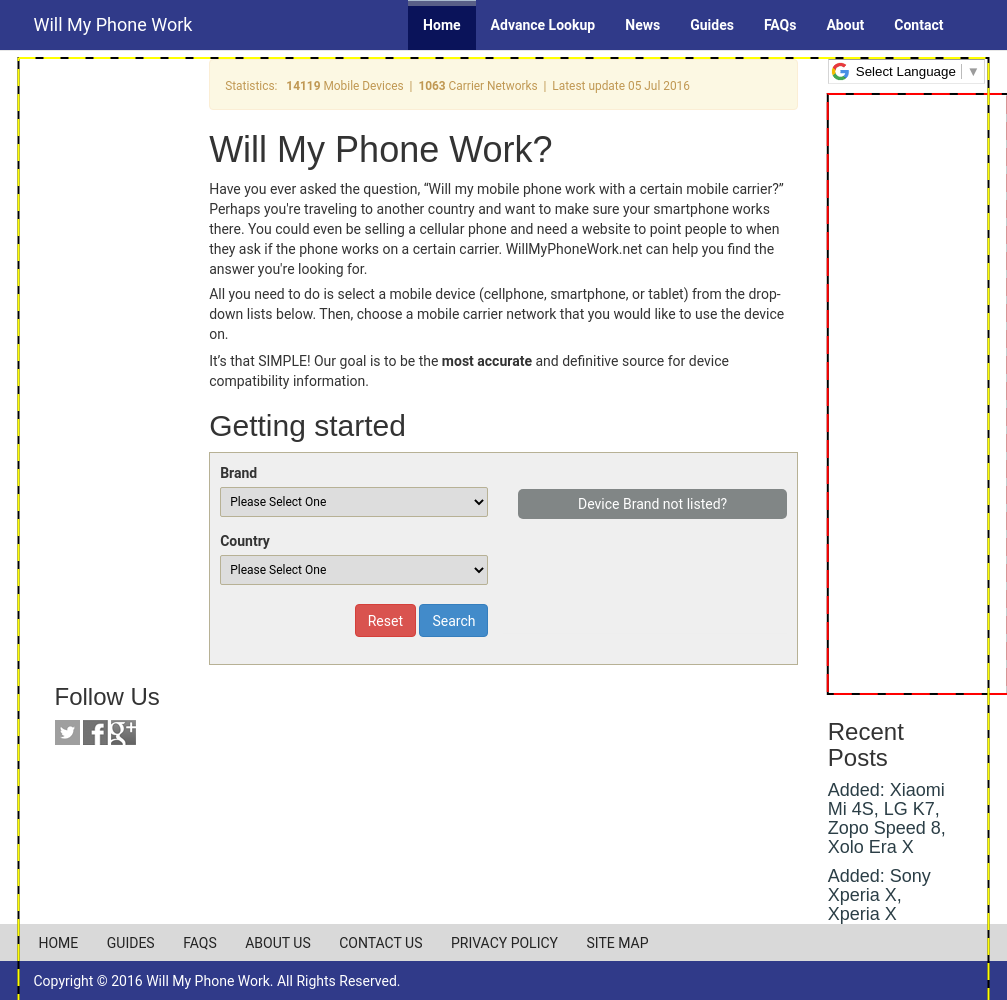 Will My Phone Work
Home Advance Lookup News Guides FAQs About Contact
Statistics: 14119 Mobile Devices | 1063 Carrier Networks | Latest update 05 Jul 2016
Select Language ▼
Will My Phone Work?
Have you ever asked the question, “Will my mobile phone work with a certain mobile carrier?”
Perhaps you're traveling to another country and want to make sure your smartphone works
there. You could even be selling a cellular phone and need a website to point people to when
they ask if the phone works on a certain carrier. WillMyPhoneWork.net can help you find the
answer you're looking for.
All you need to do is select a mobile device (cellphone, smartphone, or tablet) from the drop-
down lists below. Then, choose a mobile carrier network that you would like to use the device
on.
It’s that SIMPLE! Our goal is to be the most accurate and definitive source for device
compatibility information.
Getting started
Brand
Please Select One
Device Brand not listed?
Country
Please Select One
Reset Search
Follow Us
Recent
Posts
Added: Xiaomi
Mi 4S, LG K7,
Zopo Speed 8,
Xolo Era X
Added: Sony
Xperia X,
Xperia X
HOME GUIDES FAQS ABOUT US CONTACT US PRIVACY POLICY SITE MAP
Copyright © 2016 Will My Phone Work. All Rights Reserved.